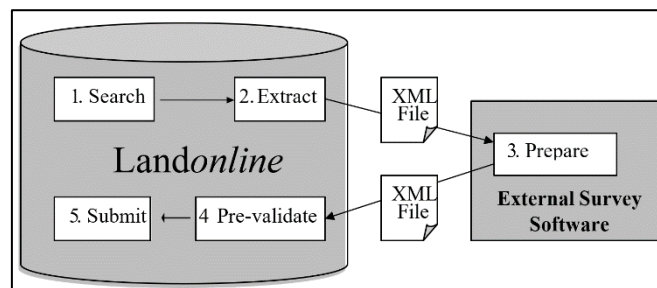 1. Search
2. Extract
XML
File
3. Prepare
Landonline
XML
File
5. Submit
4 Pre-validate
External Survey
Software